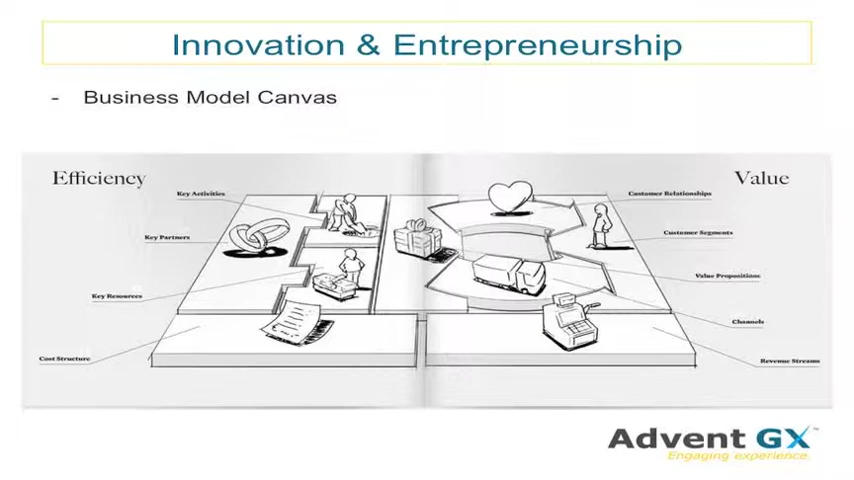 Innovation & Entrepreneurship
- Business Model Canvas
Efficiency
Value
Key Activities
Customer Relationships
Key Partners
Customer Segments
Value Propositions
Key Resources
Channels
Cost Structure
Revenue Streams
Advent GX™
Engaging experience.